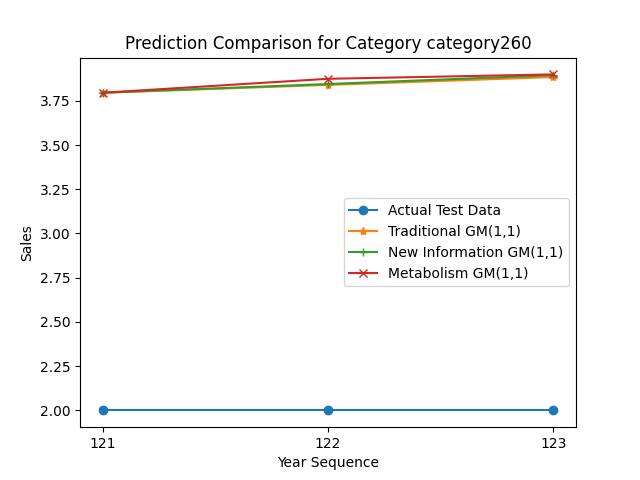 Prediction Comparison for Category category260
Sales
3.75
3.50
3.25
3.00
2.75
2.50
2.25
2.00
Actual Test Data
Traditional GM(1,1)
New Information GM(1,1)
Metabolism GM(1,1)
121
122
123
Year Sequence